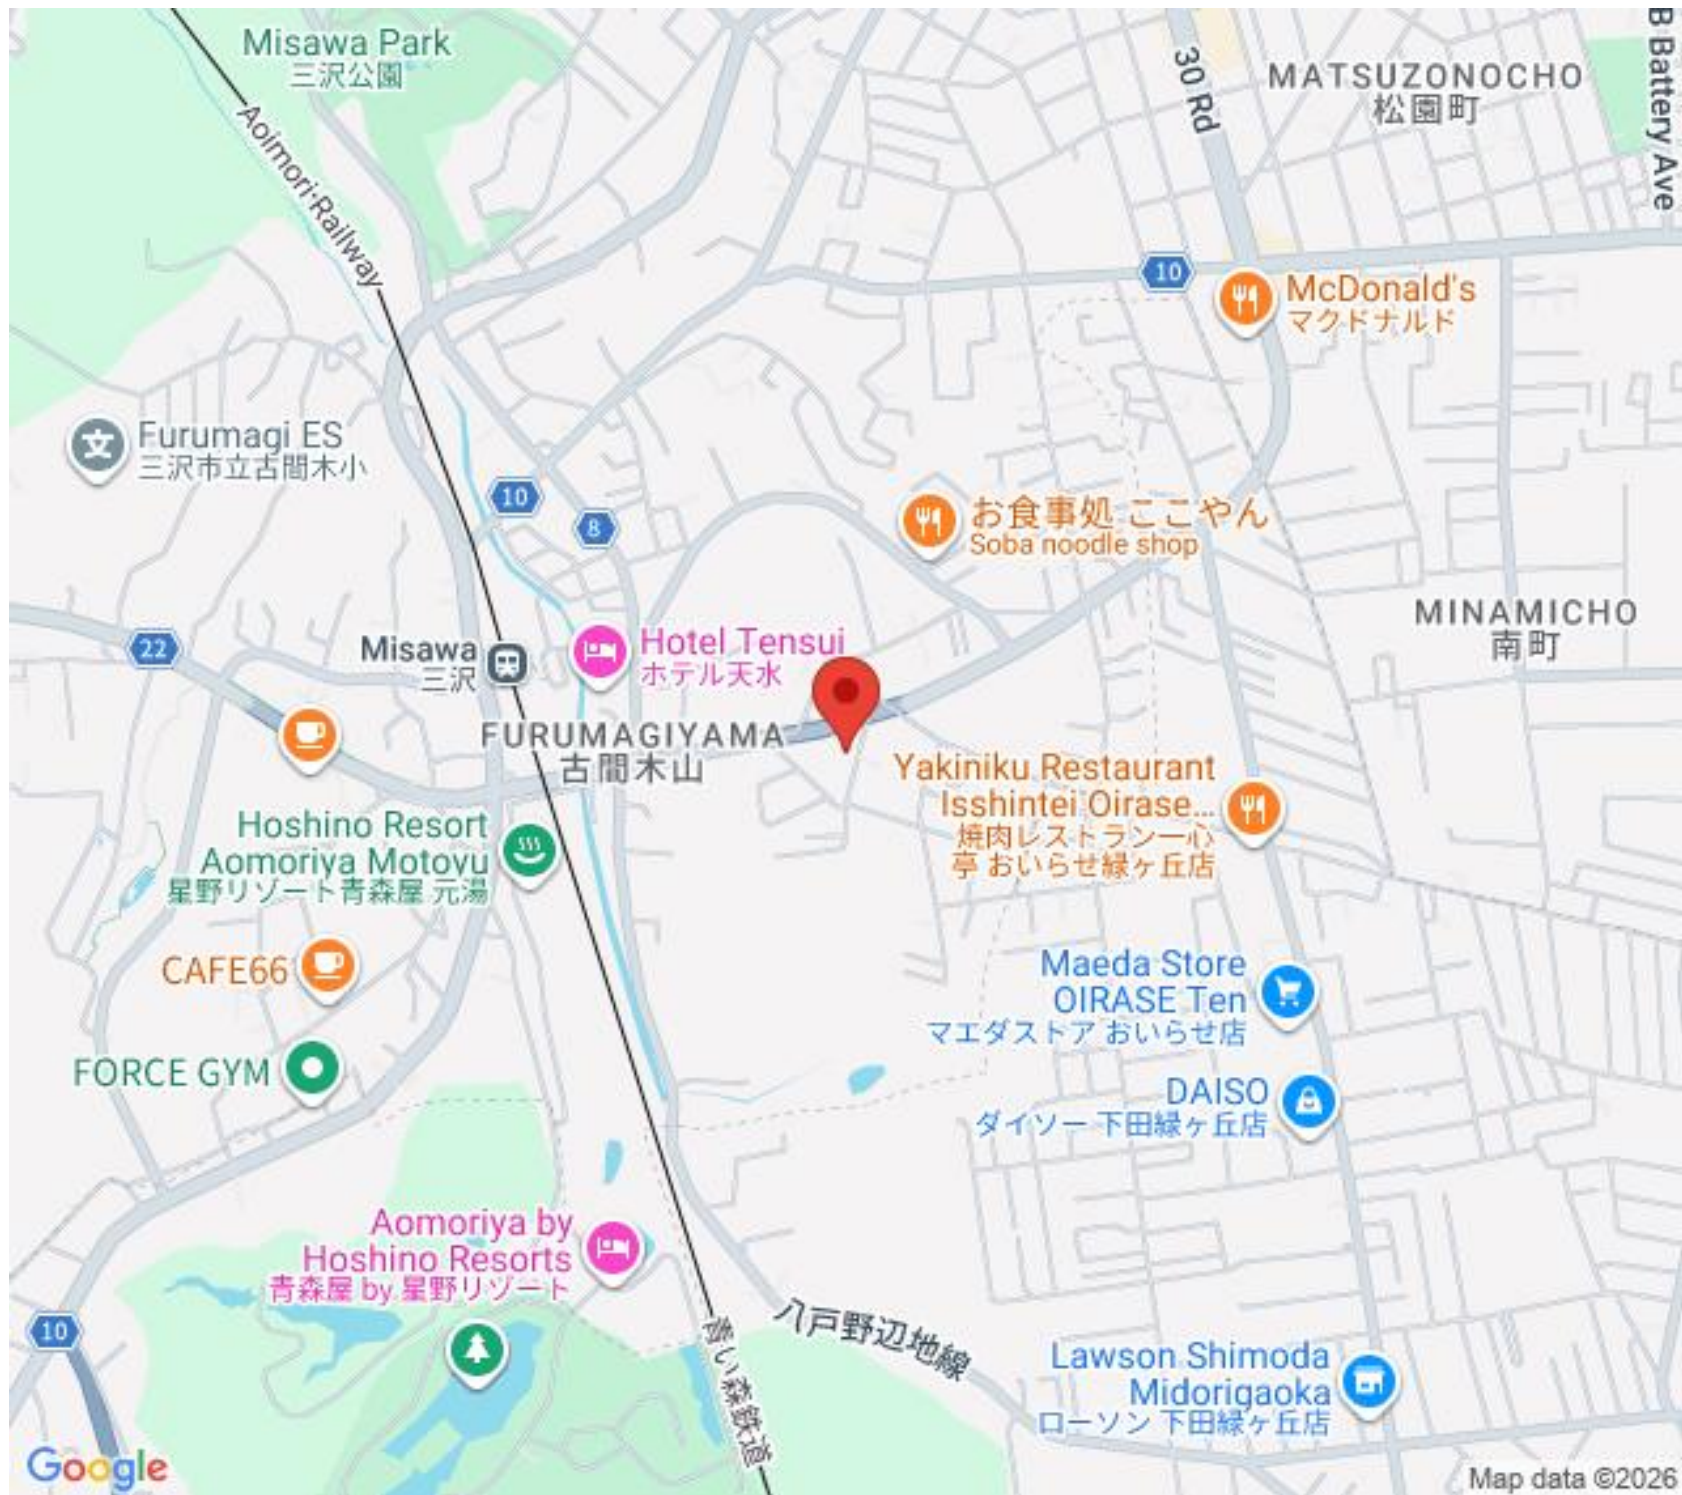 Misawa Park
三沢公園
30 Rd
MATSUZONOCHO
松園町
B Battery Ave
Aoimori Railway
10
McDonald's
マクドナルド
Furumagi ES
三沢市立古間木小
10
8
お食事処 ここやん
Soba noodle shop
MINAMICHO
南町
22
Misawa
三沢
Hotel Tensui
ホテル天水
FURUMAGIYAMA
古間木山
Yakiniku Restaurant
Isshintei Oirase...
焼肉レストラン一心
亭 おいらせ緑ヶ丘店
Hoshino Resort
Aomoriya Motoyu
星野リゾート青森屋 元湯
CAFE66
Maeda Store
OIRASE Ten
マエダストア おいらせ店
FORCE GYM
DAISO
ダイソー 下田緑ヶ丘店
Aomoriya by
Hoshino Resorts
青森屋 by 星野リゾート
10
八戸野辺地線
青い森鉄道
Lawson Shimoda
Midorigaoka
ローソン 下田緑ヶ丘店
Google
Map data ©2026